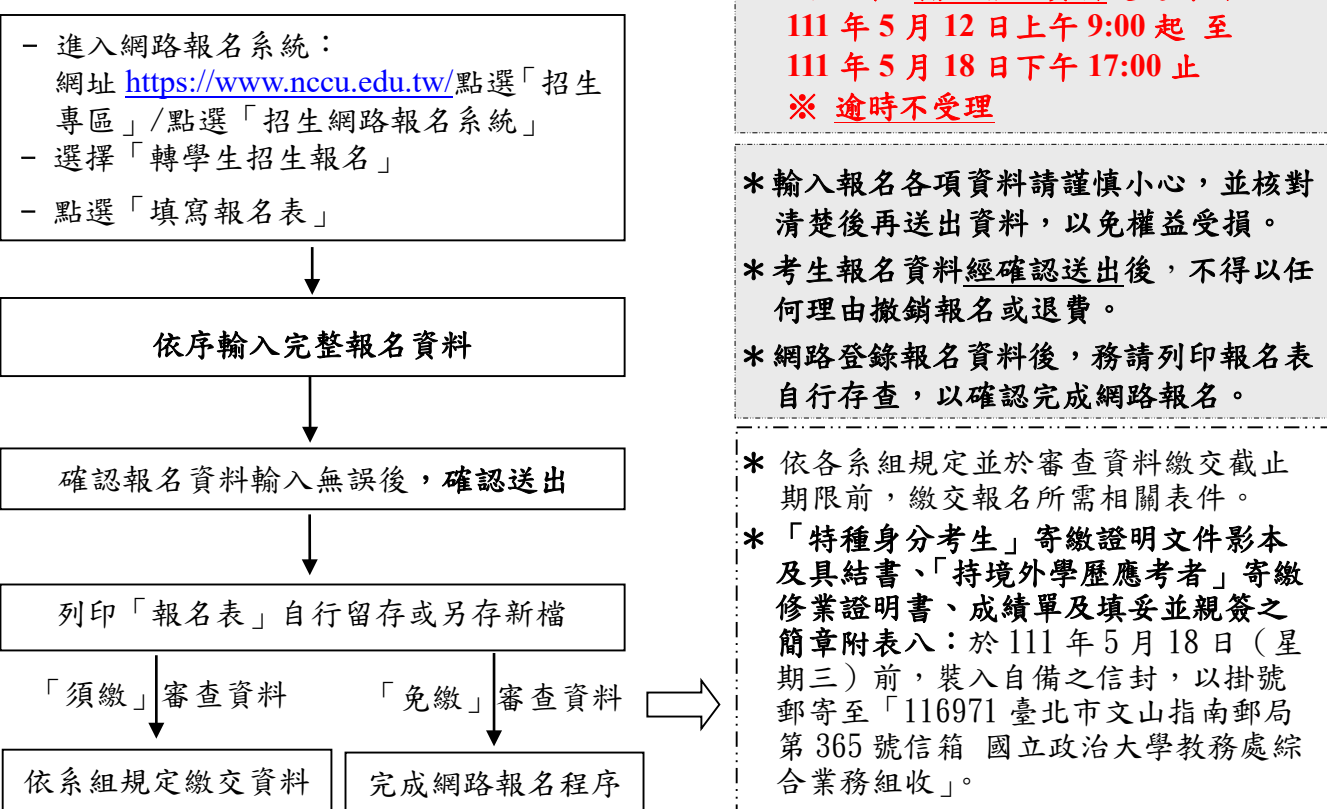 - 進入網路報名系統：
網址 https://www.nccu.edu.tw/點選「招生
專區」/點選「招生網路報名系統」
- 選擇「轉學生招生報名」
- 點選「填寫報名表」
依序輸入完整報名資料
確認報名資料輸入無誤後，確認送出
列印「報名表」自行留存或另存新檔
「須繳」審查資料
「免繳」審查資料
依系組規定繳交資料
完成網路報名程序
111 年 5 月 12 日上午 9:00 起 至
111 年 5 月 18 日下午 17:00 止
※ 逾時不受理
＊輸入報名各項資料請謹慎小心，並核對
清楚後再送出資料，以免權益受損。
＊考生報名資料經確認送出後，不得以任
何理由撤銷報名或退費。
＊網路登錄報名資料後，務請列印報名表
自行存查，以確認完成網路報名。
＊ 依各系組規定並於審查資料繳交截止
期限前，繳交報名所需相關表件。
＊「特種身分考生」寄繳證明文件影本
及具結書、「持境外學歷應考者」寄繳
修業證明書、成績單及填妥並親簽之
簡章附表八：於 111 年 5 月 18 日（星
期三）前，裝入自備之信封，以掛號
郵寄至「116971 臺北市文山指南郵局
第 365 號信箱 國立政治大學教務處綜
合業務組收」。